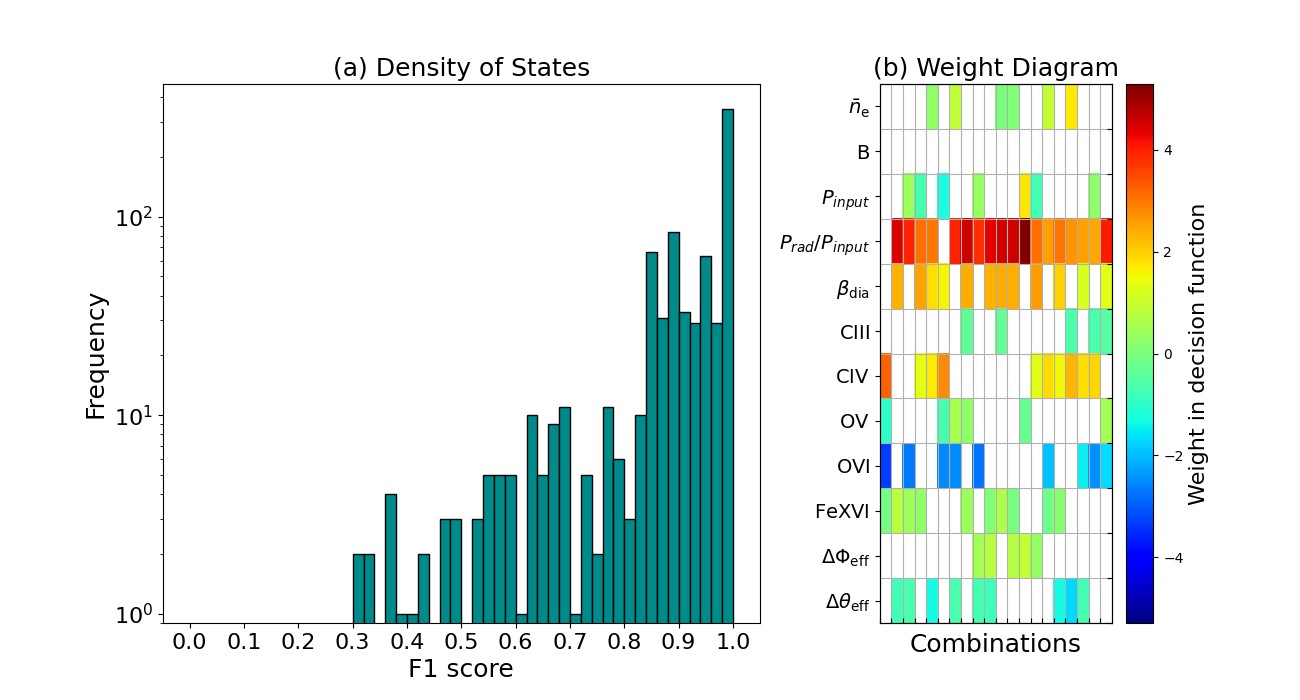 (a) Density of States
Frequency
10²
10¹
10⁰
0.0 0.1 0.2 0.3 0.4 0.5 0.6 0.7 0.8 0.9 1.0
F1 score
(b) Weight Diagram
n̄e
B
Pinput
Prad/Pinput
βdia
CIII
CIV
OV
OVI
FeXVI
ΔΦeff
Δθeff
Combinations
4
2
0
−2
−4
Weight in decision function